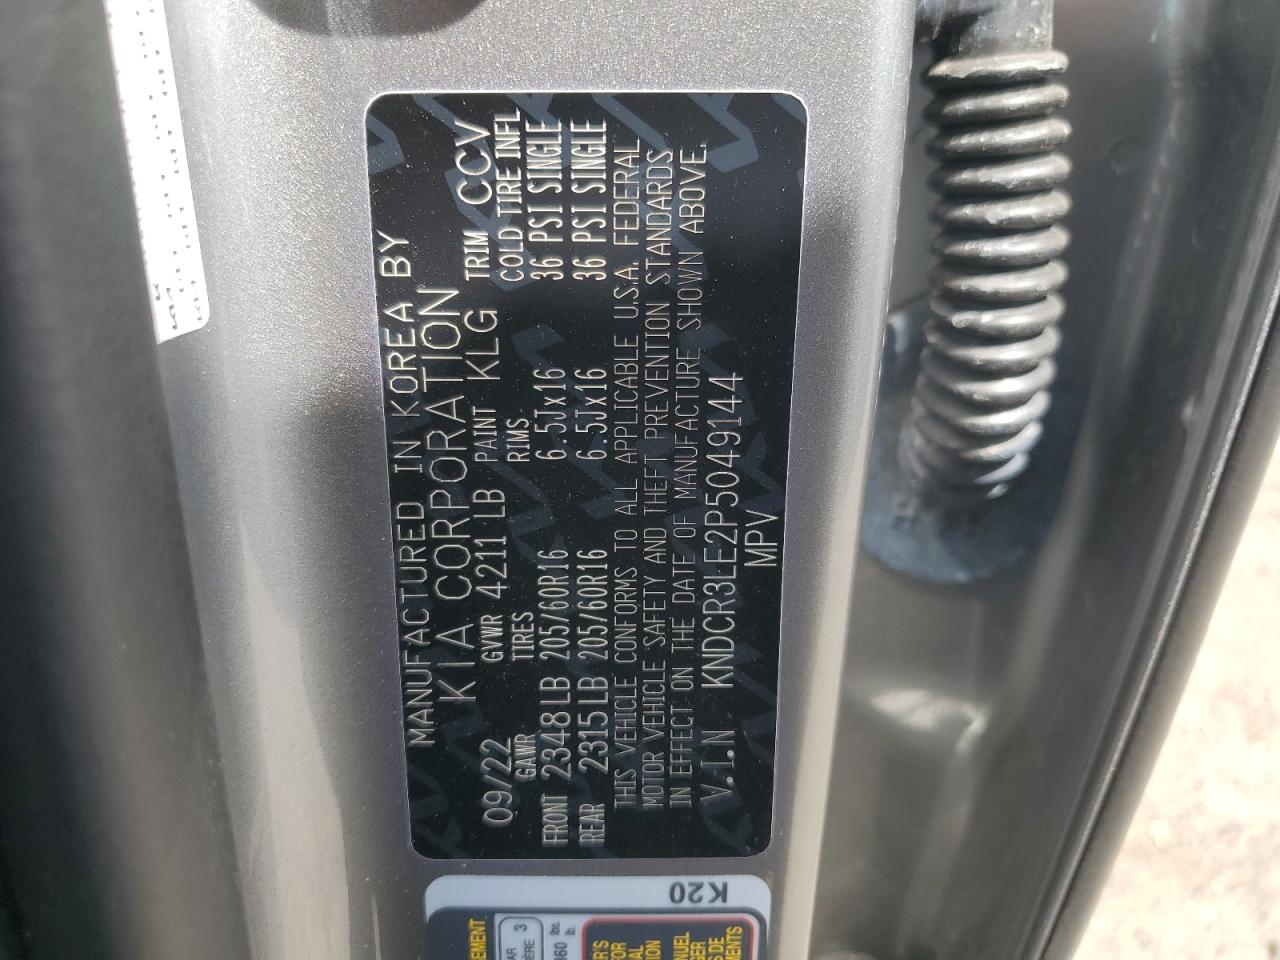 MANUFACTURED IN KOREA BY
KIA CORPORATION
09/22 GVWR 4211 LB PAINT KLG TRIM CCV
GAWR TIRES RIMS COLD TIRE INFL
FRONT 2348 LB 205/60R16 6.5Jx16 36 PSI SINGLE
REAR 2315 LB 205/60R16 6.5Jx16 36 PSI SINGLE
THIS VEHICLE CONFORMS TO ALL APPLICABLE U.S.A. FEDERAL
MOTOR VEHICLE SAFETY AND THEFT PREVENTION STANDARDS
IN EFFECT ON THE DATE OF MANUFACTURE SHOWN ABOVE.
V.I.N KNDCR3LE2P5049144
MPV
K20
3
lbs.
lb.